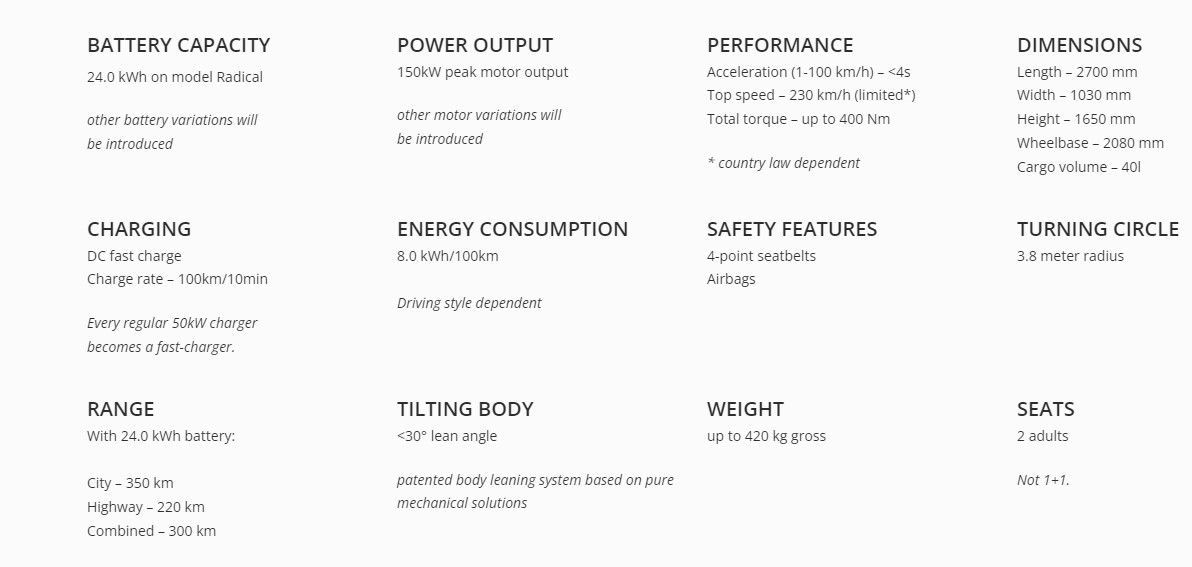 BATTERY CAPACITY
24.0 kWh on model Radical
other battery variations will
be introduced
POWER OUTPUT
150kW peak motor output
other motor variations will
be introduced
PERFORMANCE
Acceleration (1-100 km/h) – <4s
Top speed – 230 km/h (limited*)
Total torque – up to 400 Nm
* country law dependent
DIMENSIONS
Length – 2700 mm
Width – 1030 mm
Height – 1650 mm
Wheelbase – 2080 mm
Cargo volume – 40l
CHARGING
DC fast charge
Charge rate – 100km/10min
Every regular 50kW charger
becomes a fast-charger.
ENERGY CONSUMPTION
8.0 kWh/100km
Driving style dependent
SAFETY FEATURES
4-point seatbelts
Airbags
TURNING CIRCLE
3.8 meter radius
RANGE
With 24.0 kWh battery:
City – 350 km
Highway – 220 km
Combined – 300 km
TILTING BODY
<30° lean angle
patented body leaning system based on pure
mechanical solutions
WEIGHT
up to 420 kg gross
SEATS
2 adults
Not 1+1.